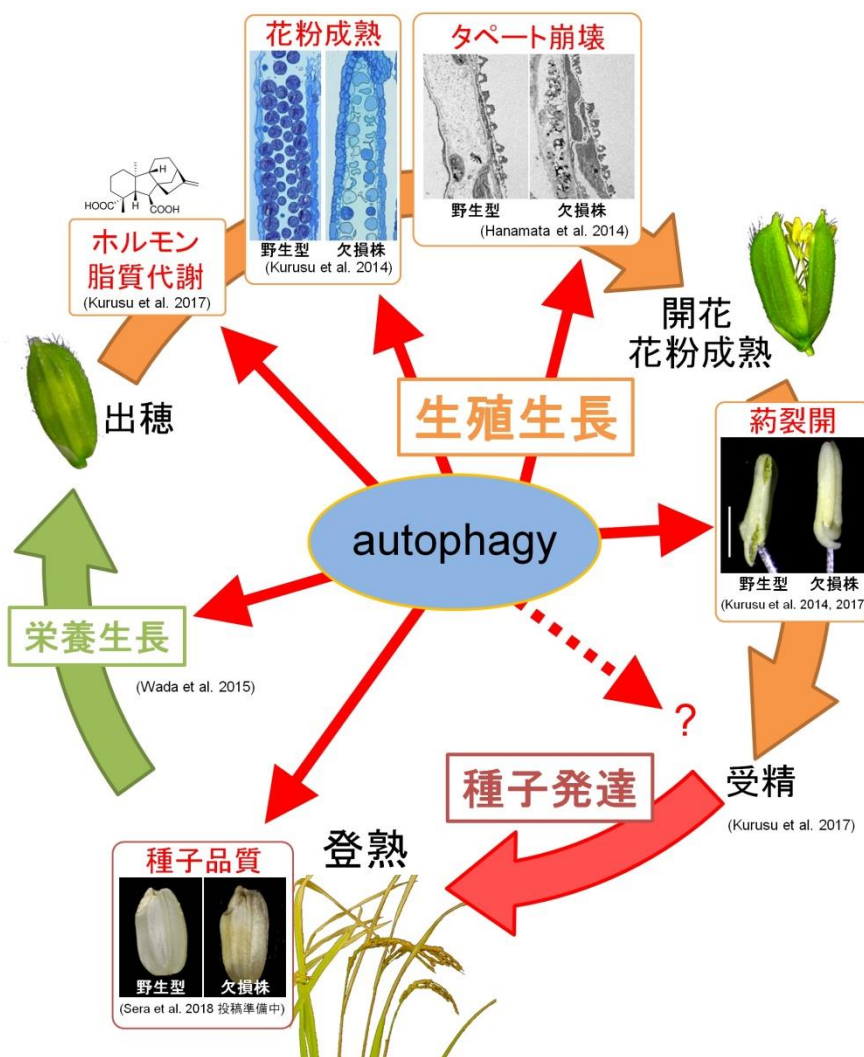 花粉成熟
野生型 欠損株
(Kurusu et al. 2014)
タペート崩壊
野生型 欠損株
(Hanamata et al. 2014)
HOOC
COOH
ホルモン
脂質代謝
(Kurusu et al. 2017)
開花
花粉成熟
出穂
生殖生長
葯裂開
野生型 欠損株
(Kurusu et al. 2014, 2017)
autophagy
栄養生長
(Wada et al. 2015)
?
種子発達
受精
(Kurusu et al. 2017)
登熟
種子品質
野生型 欠損株
(Sera et al. 2018 投稿準備中)